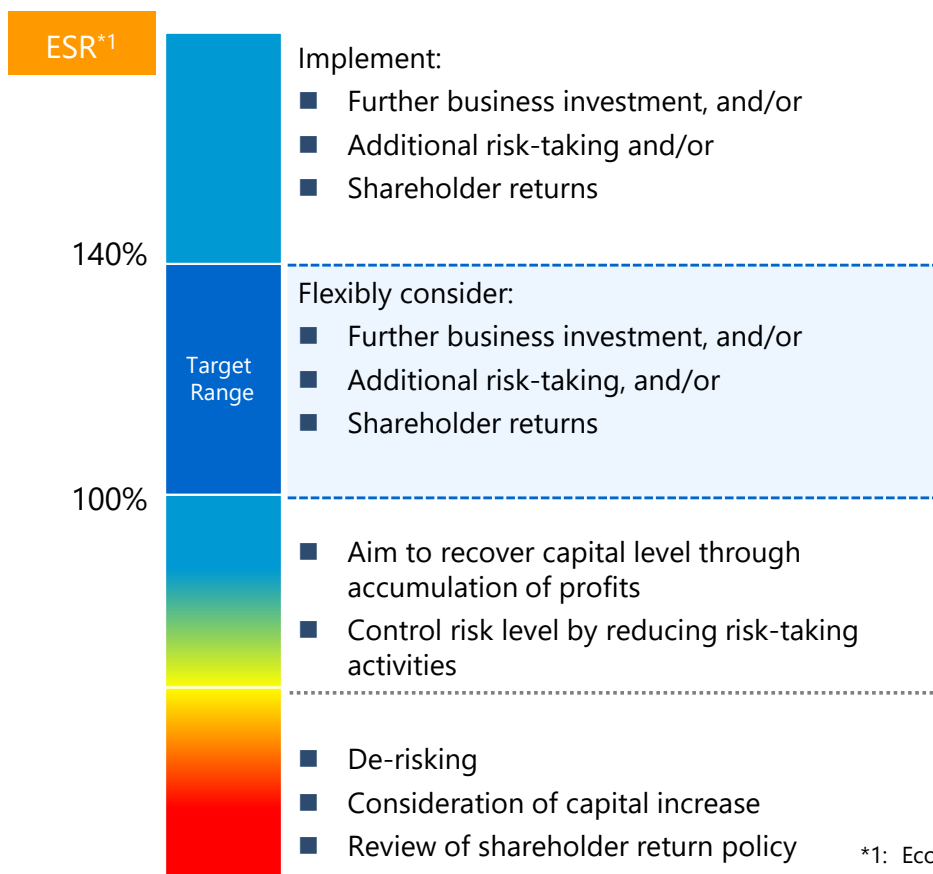 ESR*1
Implement:
■ Further business investment, and/or
■ Additional risk-taking and/or
■ Shareholder returns
140%
Flexibly consider:
■ Further business investment, and/or
■ Additional risk-taking, and/or
■ Shareholder returns
Target
Range
100%
■ Aim to recover capital level through
accumulation of profits
■ Control risk level by reducing risk-taking
activities
■ De-risking
■ Consideration of capital increase
■ Review of shareholder return policy
*1: Ecc